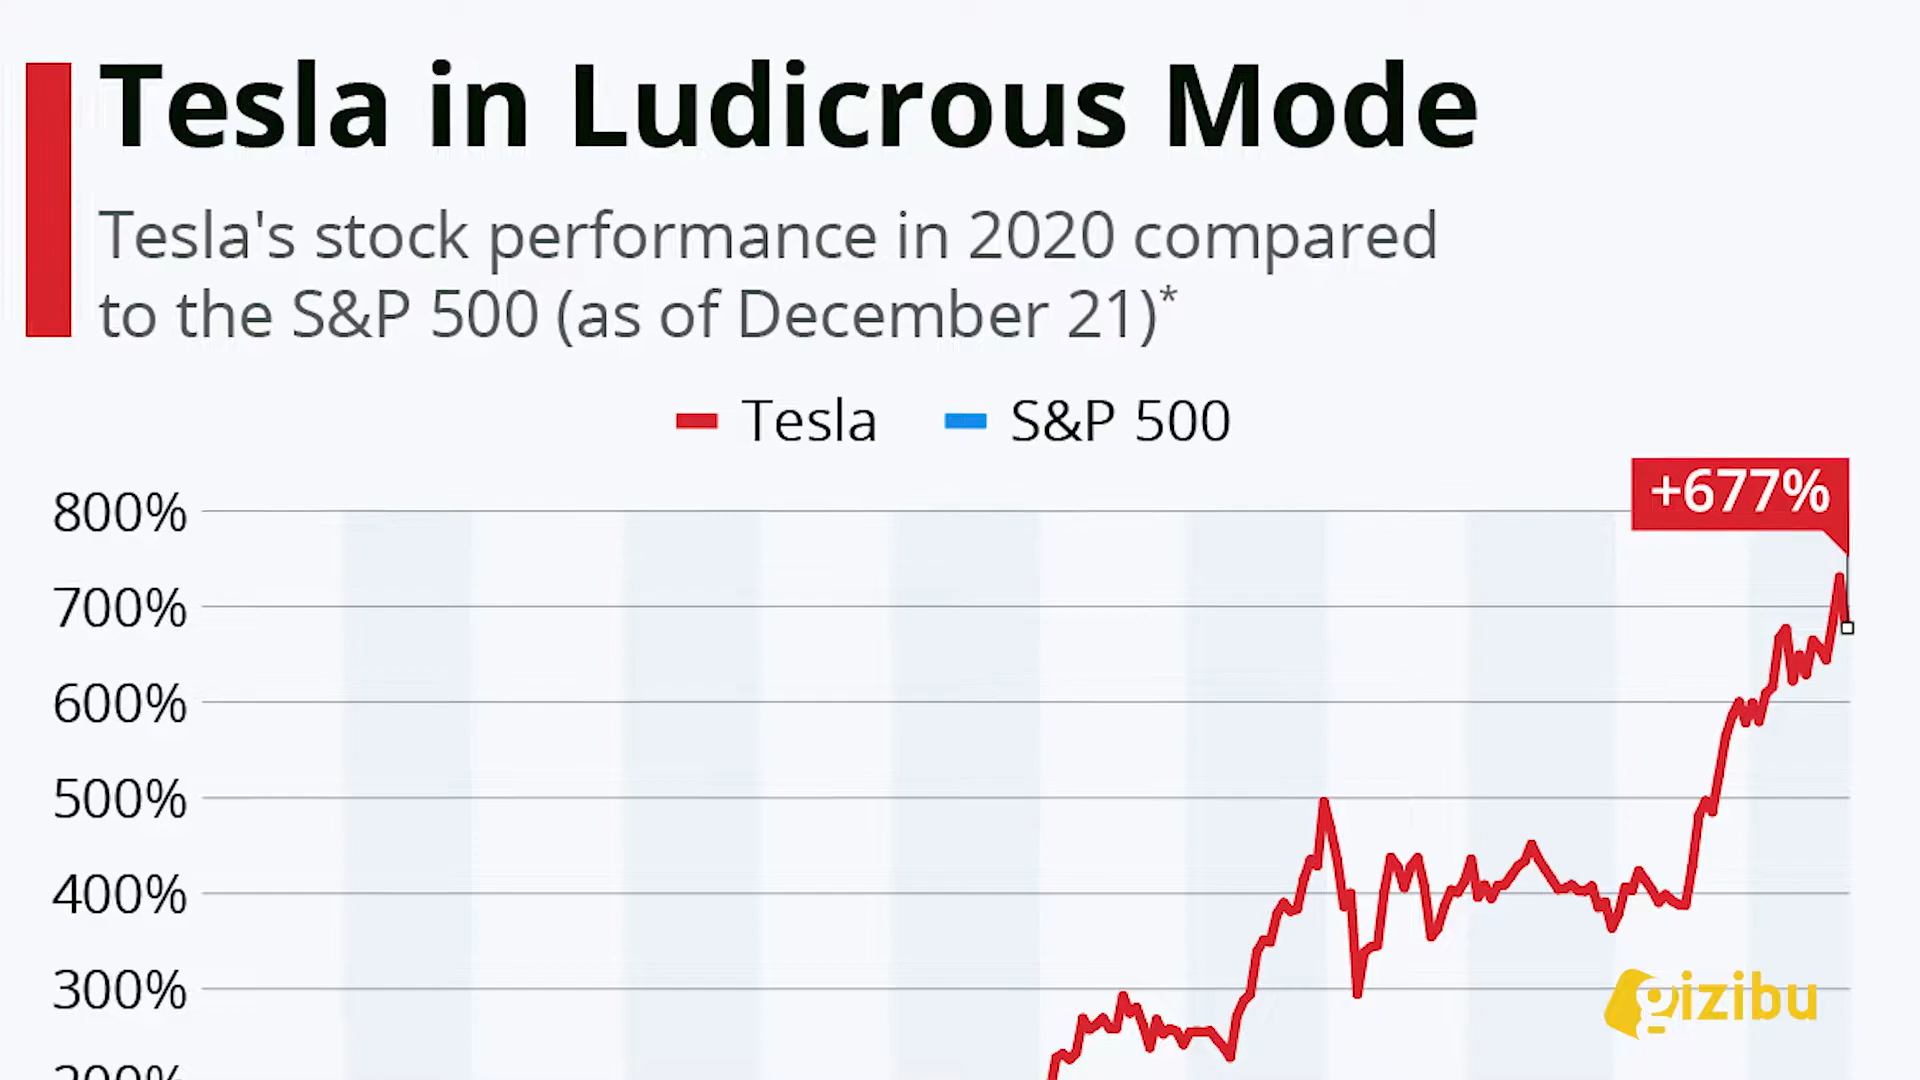 Tesla in Ludicrous Mode
Tesla's stock performance in 2020 compared
to the S&P 500 (as of December 21)*
Tesla S&P 500
+677%
800%
700%
600%
500%
400%
300%
gizibu